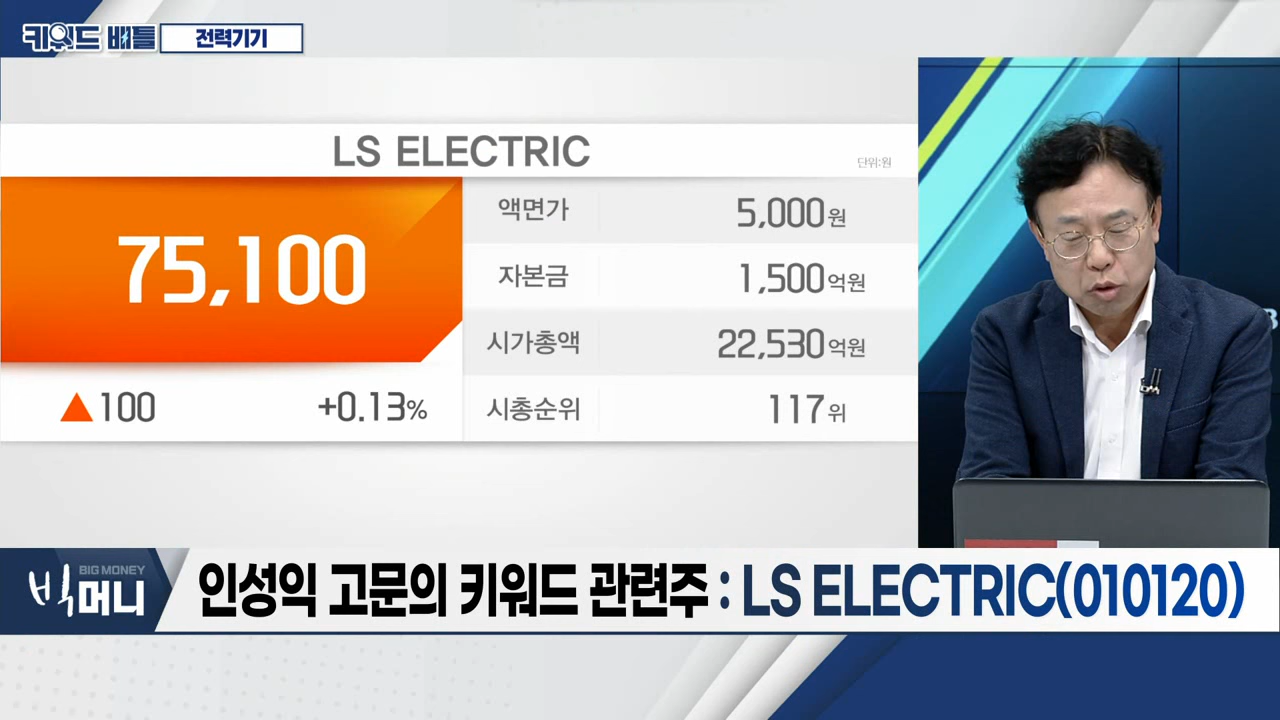 키워드 배틀 전력기기
LS ELECTRIC
단위:원
75,100
▲100 +0.13%
액면가 5,000원
자본금 1,500억원
시가총액 22,530억원
시총순위 117위
BIG MONEY
빅머니
인성익 고문의 키워드 관련주 : LS ELECTRIC(010120)